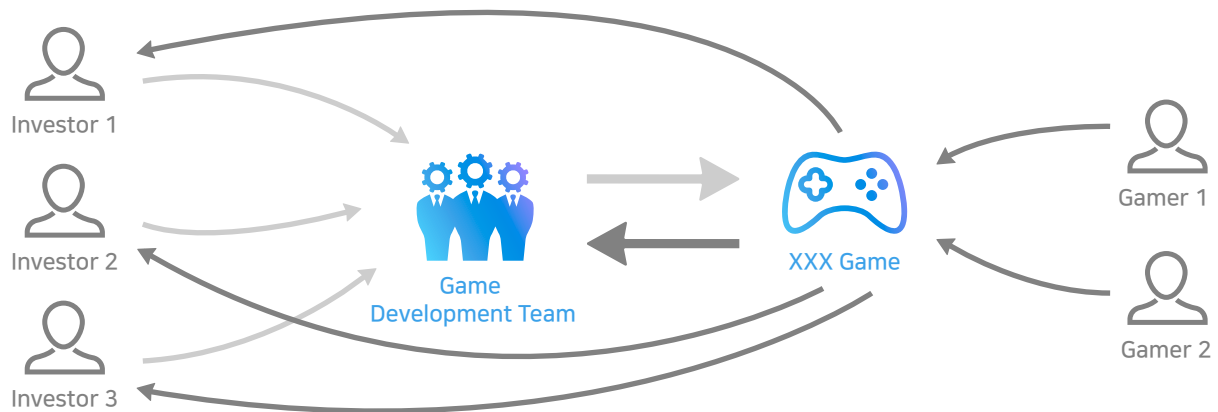 Investor 1
Investor 2
Investor 3
Game
Development Team
XXX Game
Gamer 1
Gamer 2